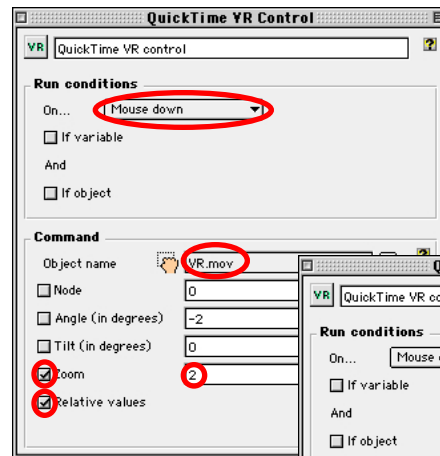 QuickTime VR Control
VR QuickTime VR control ?
Run conditions
On... Mouse down
If variable
And
If object
Command
Object name VR.mov
Node 0
Angle (in degrees) -2
Tilt (in degrees) 0
Zoom 2
Relative values
VR QuickTime VR co
Run conditions
On... Mouse
If variable
And
If object